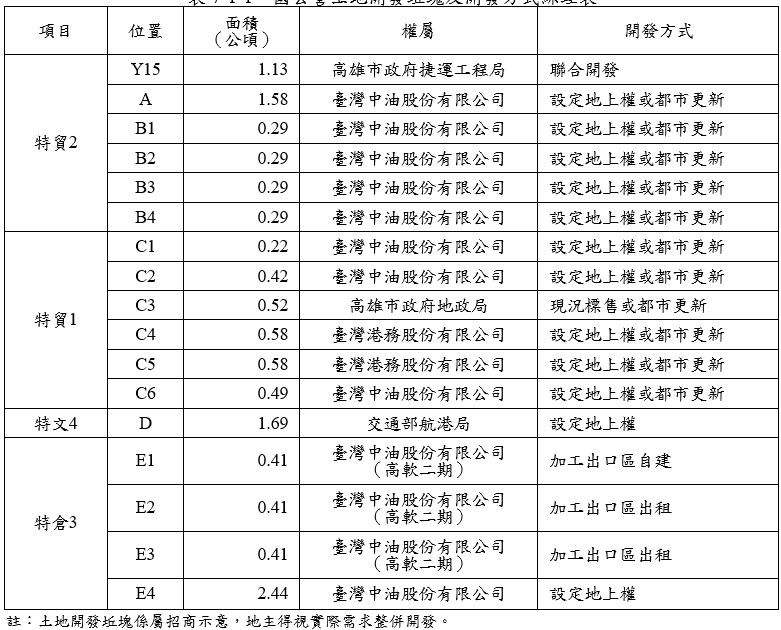 項目 位置 面積（公頃） 權屬 開發方式
特貿2 Y15 1.13 高雄市政府捷運工程局 聯合開發
A 1.58 臺灣中油股份有限公司 設定地上權或都市更新
B1 0.29 臺灣中油股份有限公司 設定地上權或都市更新
B2 0.29 臺灣中油股份有限公司 設定地上權或都市更新
B3 0.29 臺灣中油股份有限公司 設定地上權或都市更新
B4 0.29 臺灣中油股份有限公司 設定地上權或都市更新
特貿1 C1 0.22 臺灣中油股份有限公司 設定地上權或都市更新
C2 0.42 臺灣中油股份有限公司 設定地上權或都市更新
C3 0.52 高雄市政府地政局 現況標售或都市更新
C4 0.58 臺灣港務股份有限公司 設定地上權或都市更新
C5 0.58 臺灣港務股份有限公司 設定地上權或都市更新
C6 0.49 臺灣中油股份有限公司 設定地上權或都市更新
特文4 D 1.69 交通部航港局 設定地上權
特倉3 E1 0.41 臺灣中油股份有限公司（高軟二期） 加工出口區自建
E2 0.41 臺灣中油股份有限公司（高軟二期） 加工出口區出租
E3 0.41 臺灣中油股份有限公司（高軟二期） 加工出口區出租
E4 2.44 臺灣中油股份有限公司 設定地上權
註：土地開發坵塊係屬招商示意，地主得視實際需求整併開發。